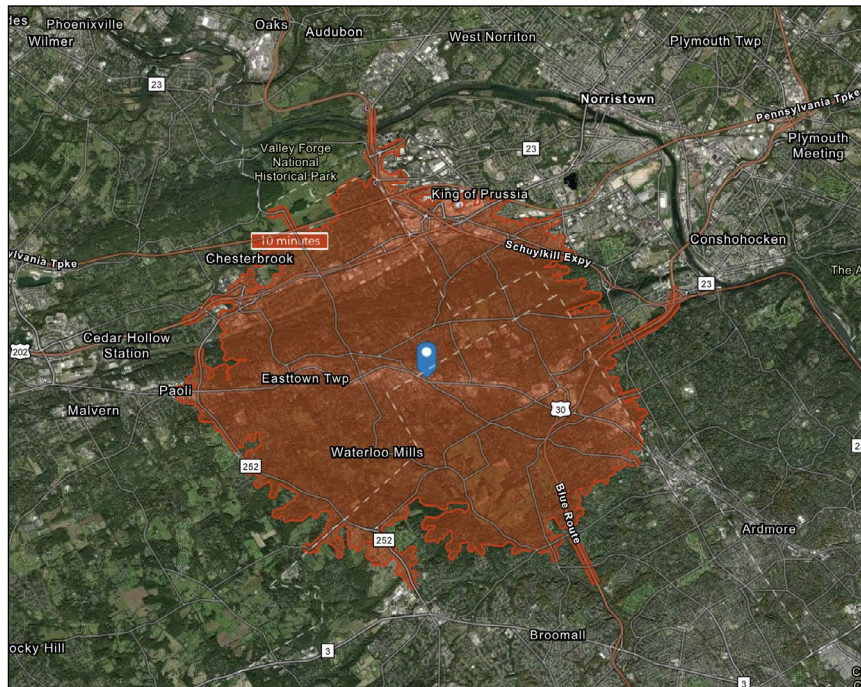 des
Phoenixville
Oaks
Audubon
Wilmer
West Norriton
Plymouth Twp
23
Norristown
Pennsylvania Tpke
Plymouth
Meeting
23
Valley Forge
National
Historical Park
King of Prussia
10 minutes
Chesterbrook
Schuylkill Expy
Conshohocken
ylvania Tpke
23
The A
Cedar Hollow
Station
202
Easttown Twp
Paoli
Malvern
30
Waterloo Mills
252
2
Blue Route
Ardmore
252
Broomall
ocky Hill
3
3
C
C